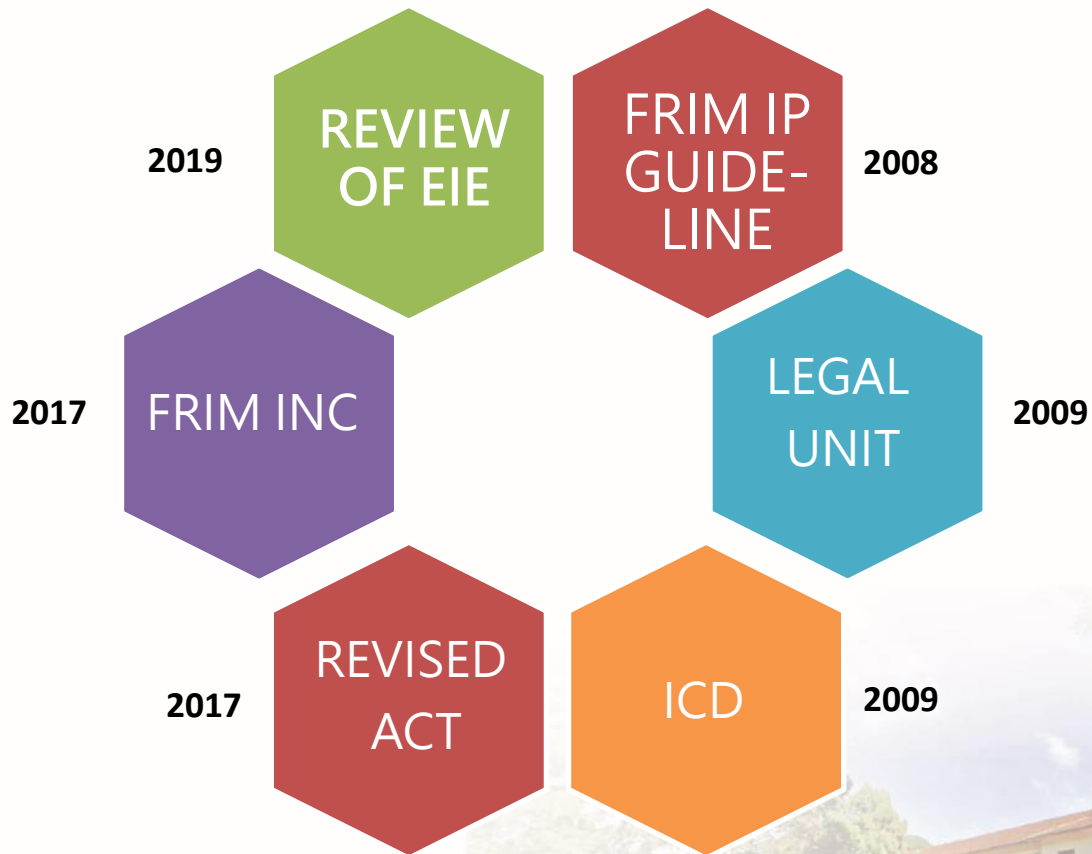 REVIEW
OF EIE
2019
FRIM IP
GUIDE-
LINE
2008
FRIM INC
2017
LEGAL
UNIT
2009
REVISED
ACT
2017
ICD
2009